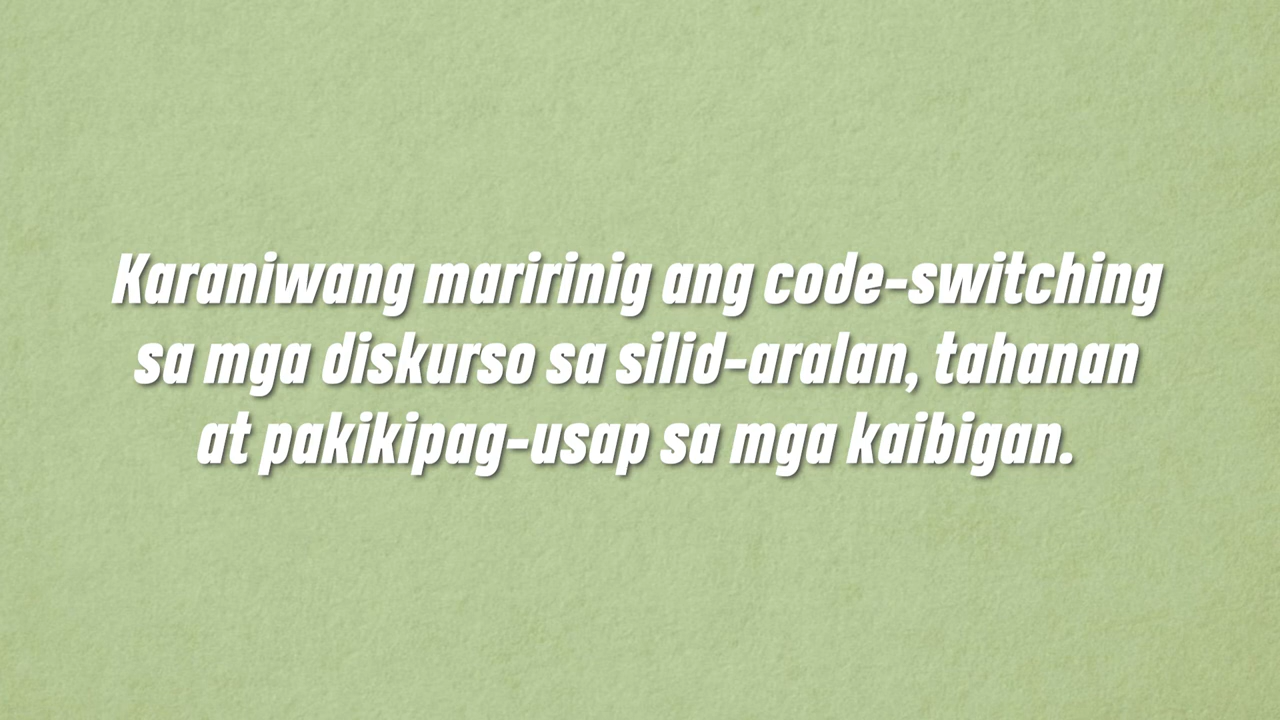 Karaniwang maririnig ang code-switching
sa mga diskurso sa silid-aralan, tahanan
at pakikipag-usap sa mga kaibigan.